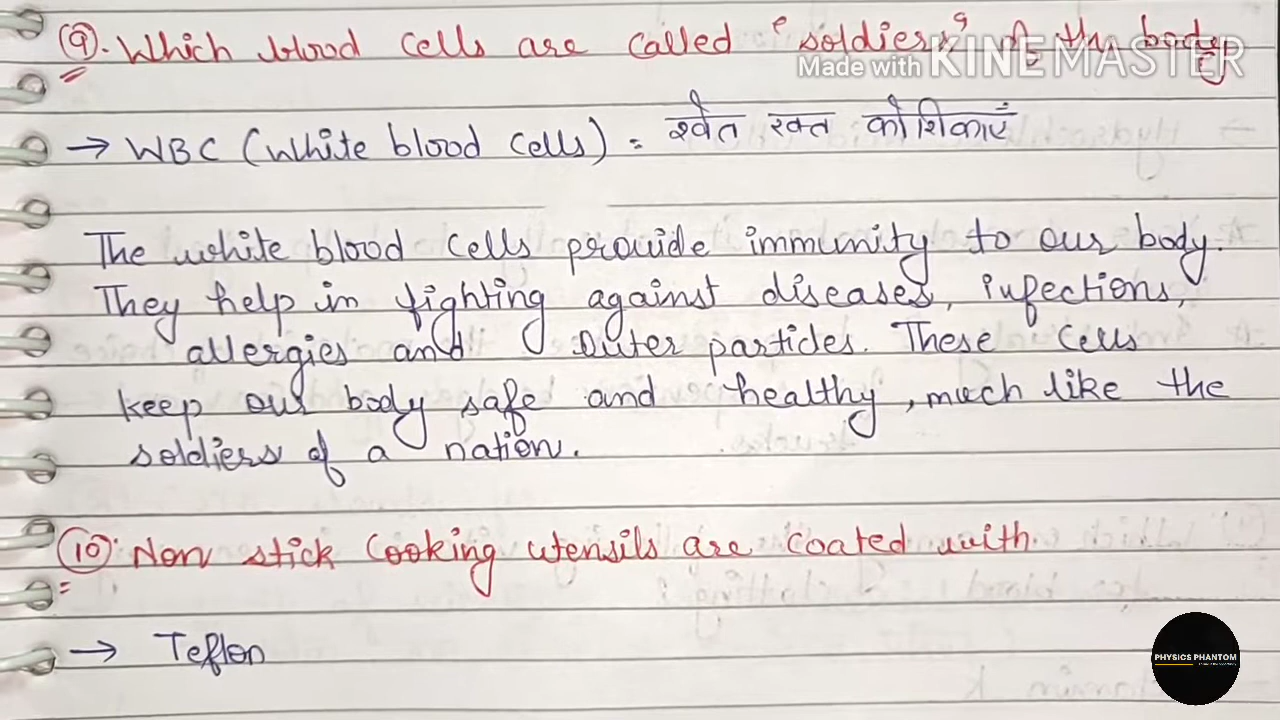 (9). Which blood cells are called 'soldiers' of the body
Made with KINEMASTER
→ WBC (White blood cells) = श्वेत रक्त कोशिकाएँ
The white blood cells provide immunity to our body.
They help in fighting against diseases, infections,
allergies and outer particles. These cells
keep our body safe and healthy, much like the
soldiers of a nation.
(10). Non stick cooking utensils are coated with.
→ Teflon
PHYSICS PHANTOM